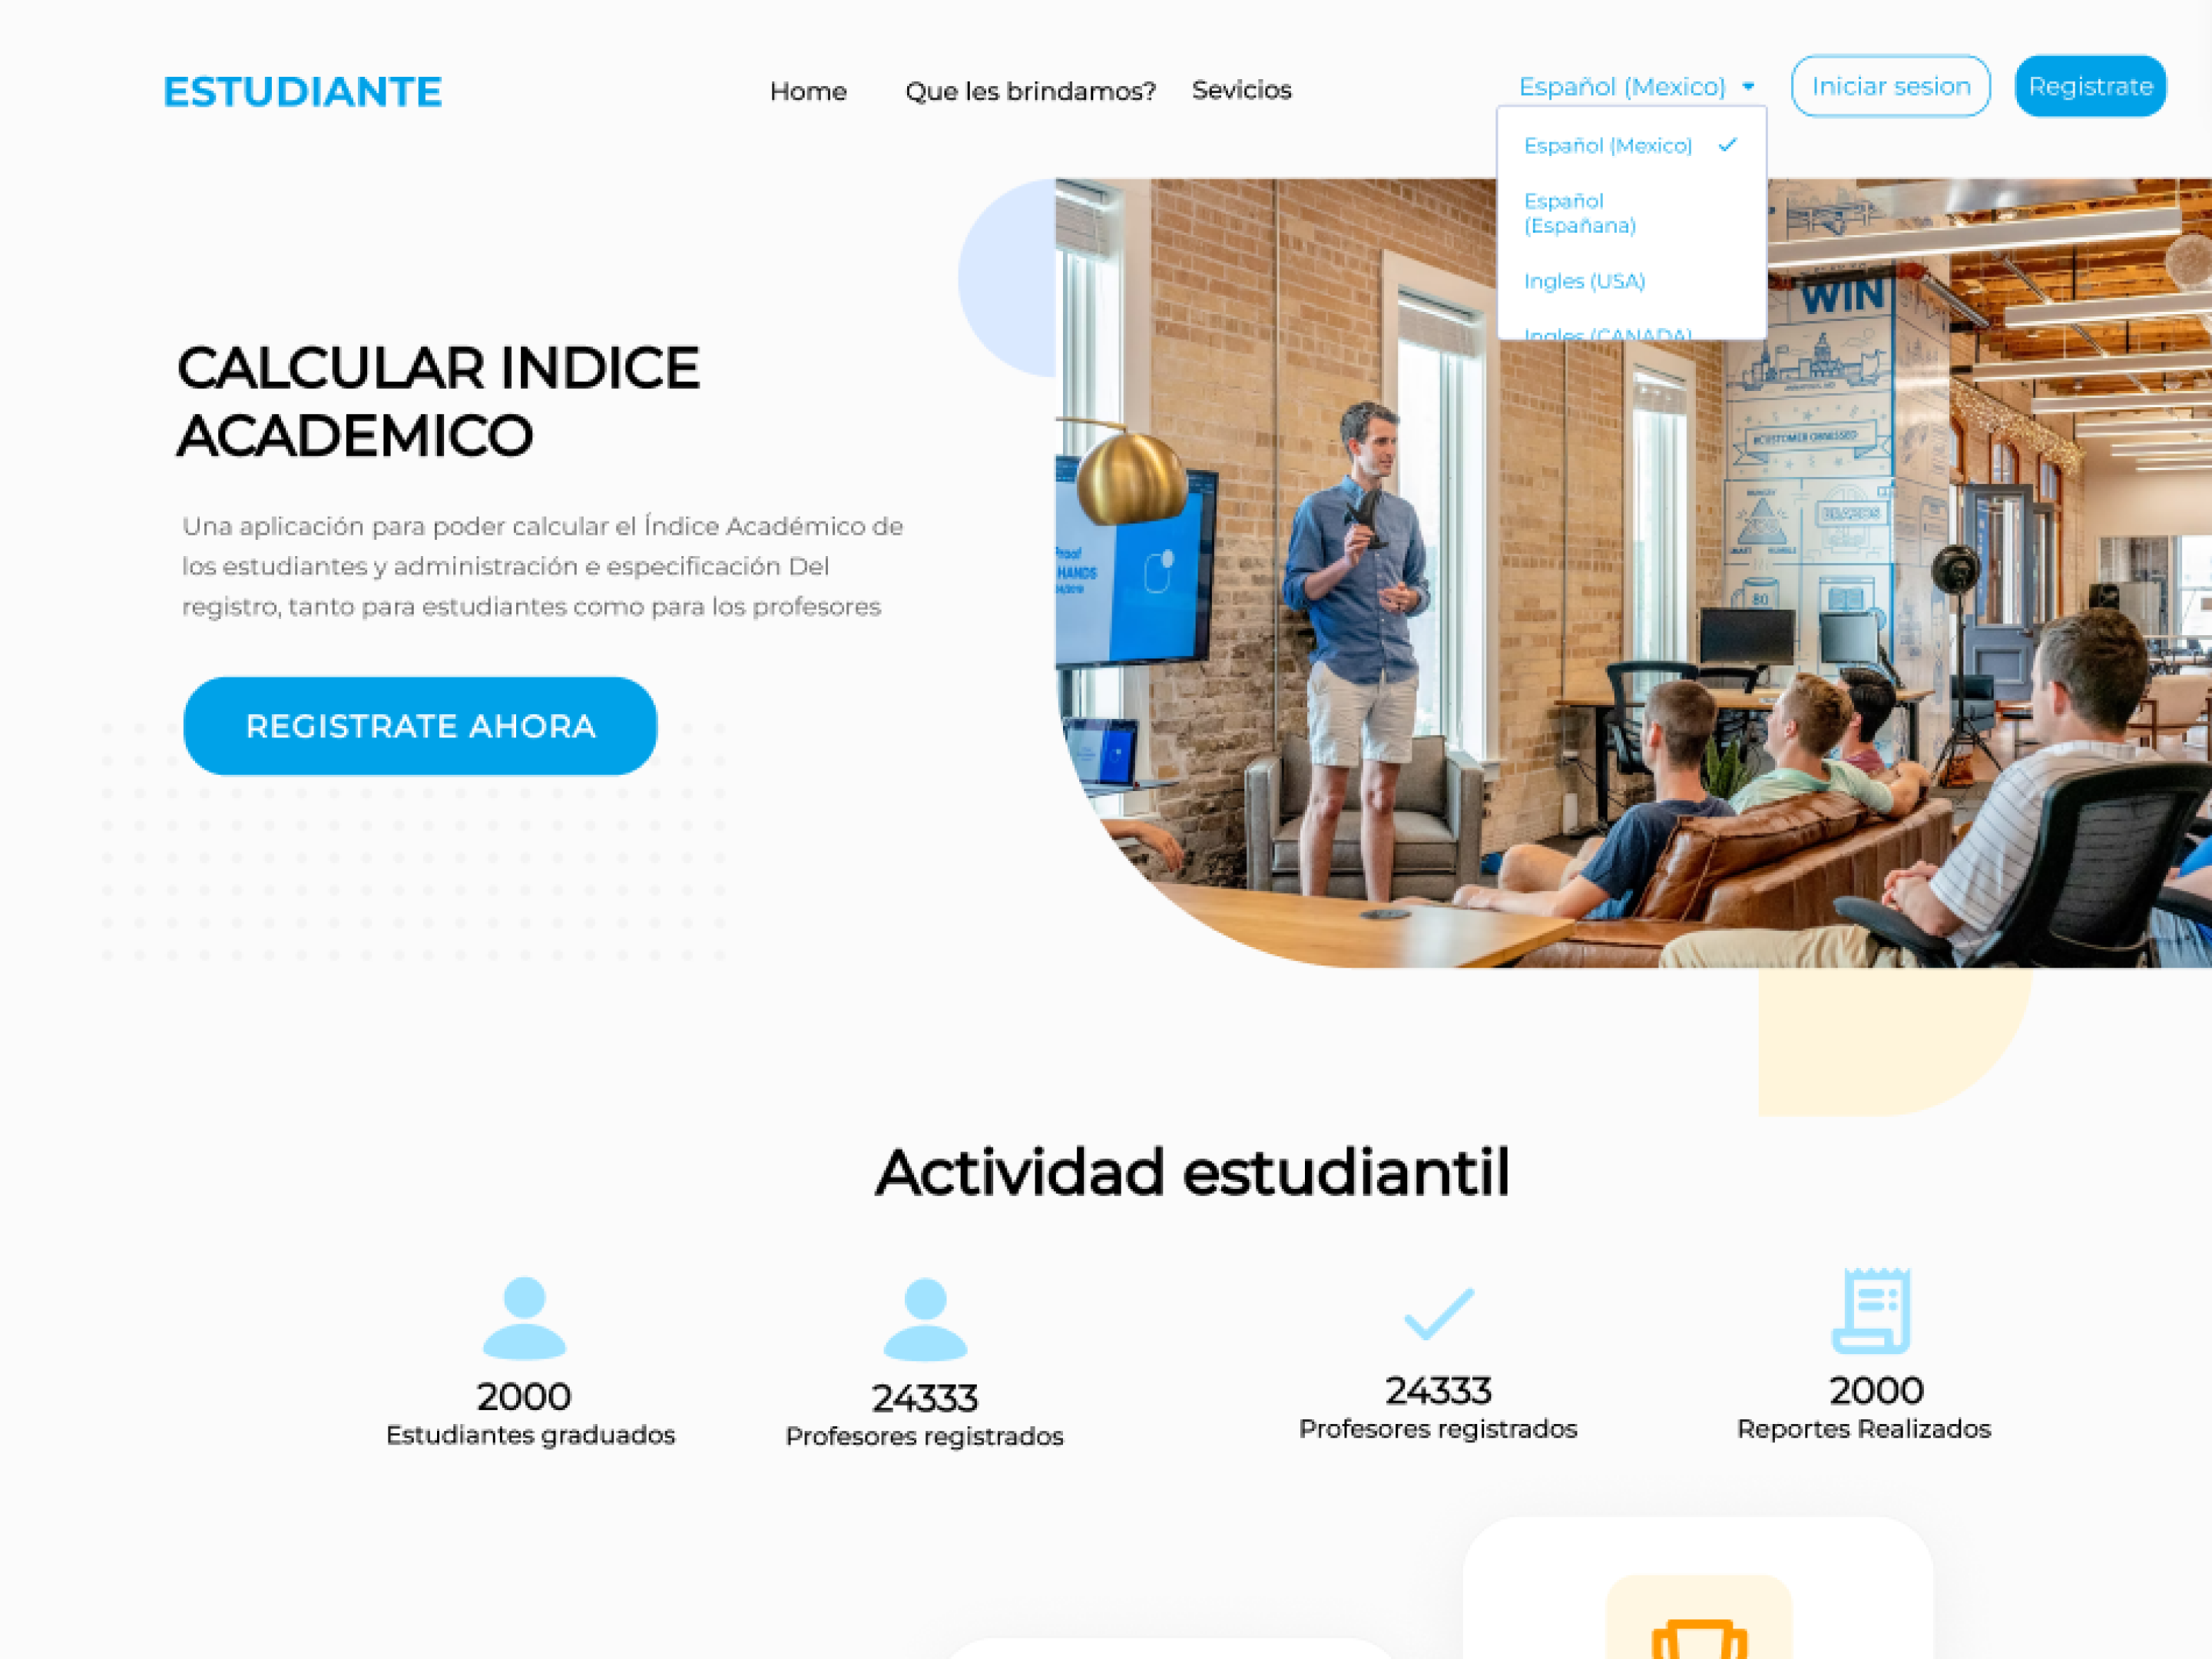 ESTUDIANTE
Home
Que les brindamos?
Sevicios
Español (Mexico)
Iniciar sesion
Registrate
Español (Mexico)
Español
(Españana)
Ingles (USA)
Ingles (CANADA)
CALCULAR INDICE
ACADEMICO
Una aplicación para poder calcular el Índice Académico de
los estudiantes y administración e especificación Del
registro, tanto para estudiantes como para los profesores
REGISTRATE AHORA
WIN
#CUSTOMER OBSESSED
HANDS
80
Actividad estudiantil
2000
Estudiantes graduados
24333
Profesores registrados
24333
Profesores registrados
2000
Reportes Realizados